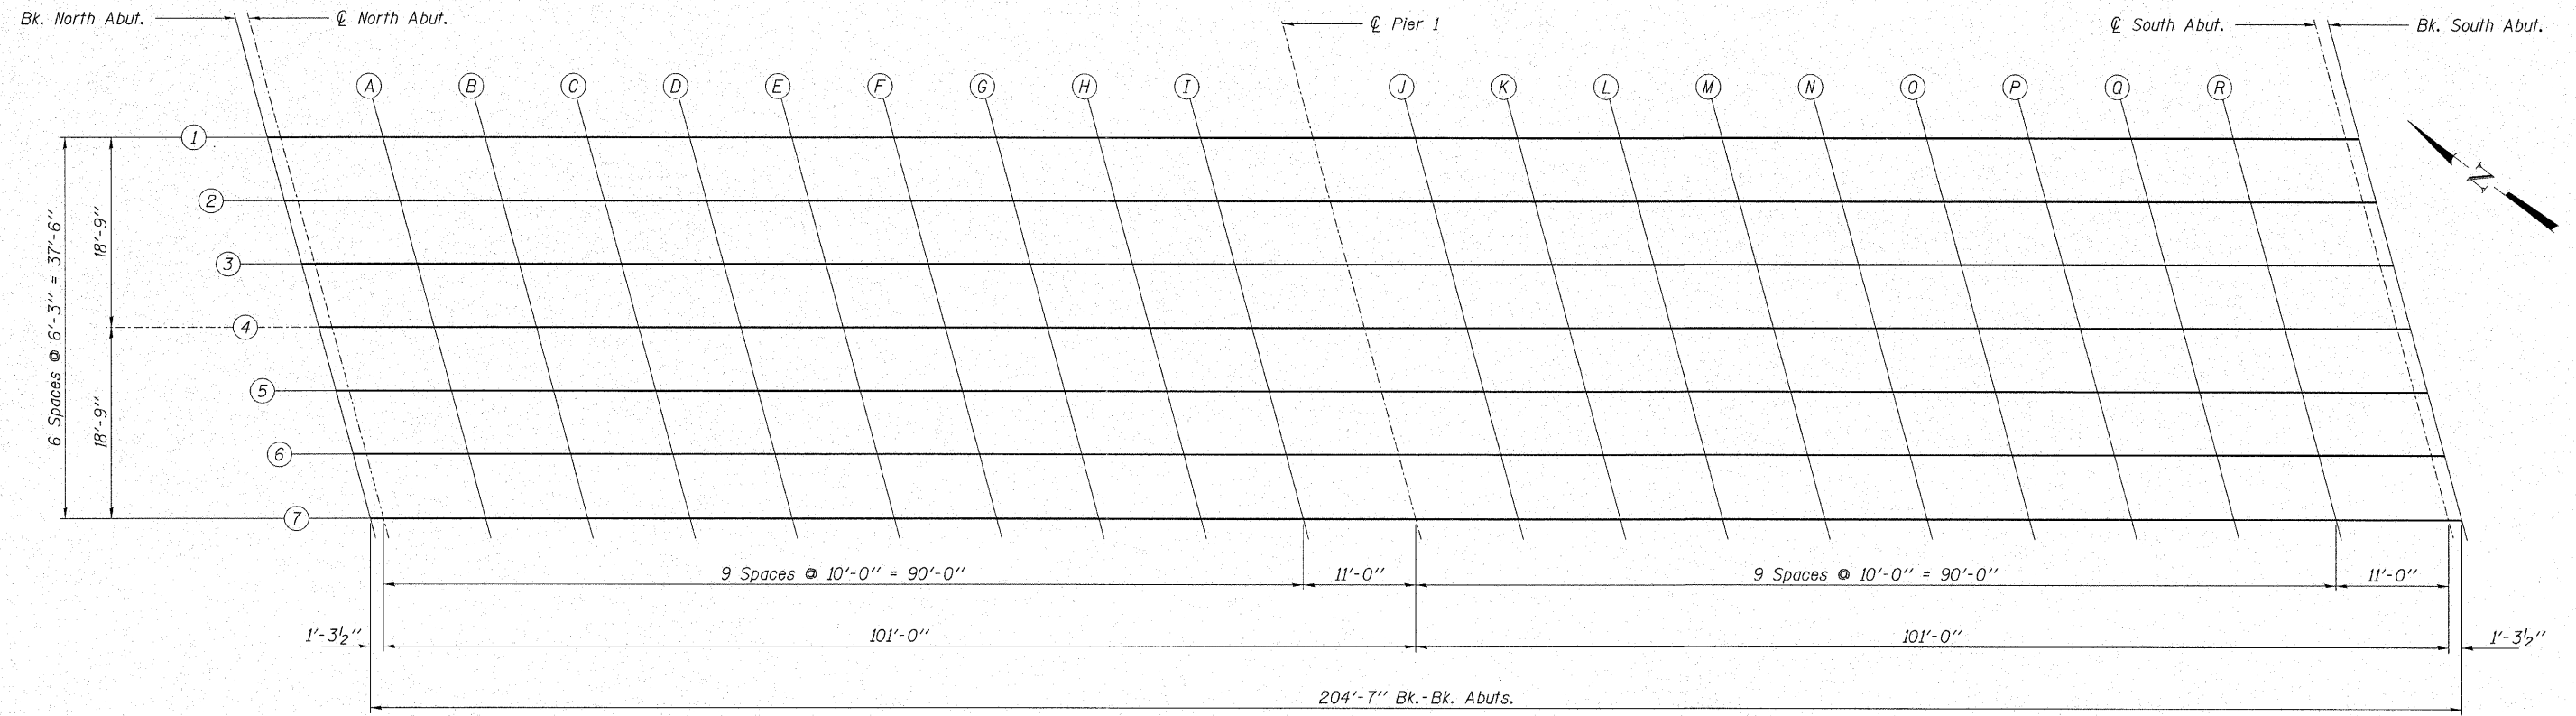 Bk. North Abut.
℄ North Abut.
℄ Pier 1
℄ South Abut.
Bk. South Abut.
A B C D E F G H I J K L M N O P Q R
1
2
3
4
5
6
7
6 Spaces @ 6'-3" = 37'-6"
18'-9"
18'-9"
N
9 Spaces @ 10'-0" = 90'-0"
11'-0"
9 Spaces @ 10'-0" = 90'-0"
11'-0"
1'-3½"
101'-0"
101'-0"
1'-3½"
204'-7" Bk.-Bk. Abuts.